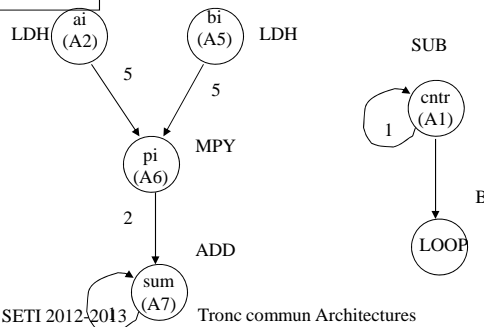 LDH
ai
(A2)
bi
(A5)
LDH
SUB
5
5
cntr
(A1)
1
pi
(A6)
MPY
B
2
LOOP
ADD
sum
(A7)
1
SETI 2012-2013
Tronc commun Architectures